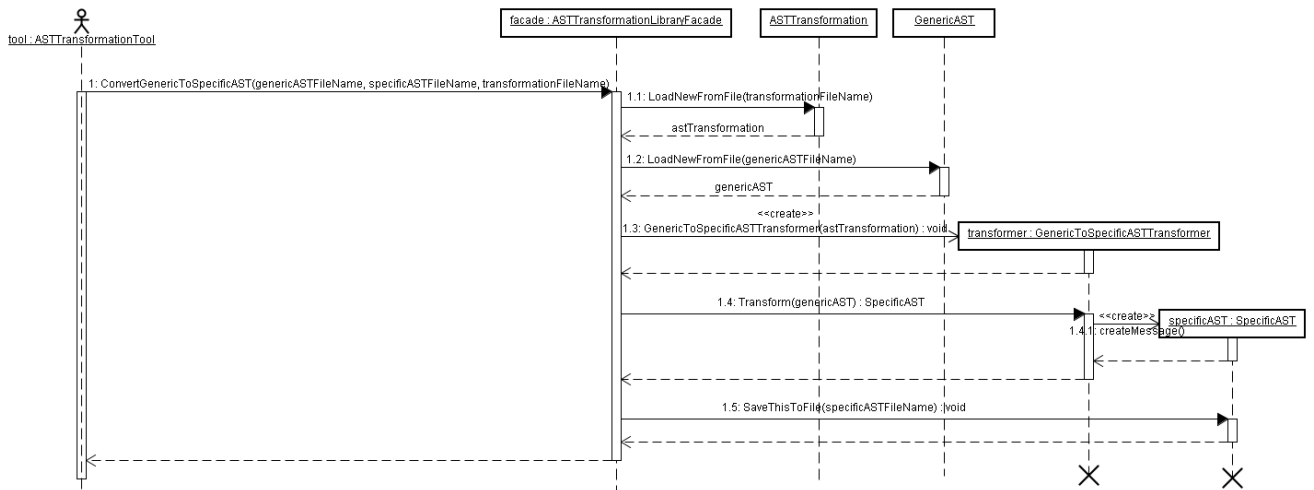 facade : ASTTransformationLibraryFacade
ASTTransformation
GenericAST
tool : ASTTransformationTool
1: ConvertGenericToSpecificAST(genericASTFileName, specificASTFileName, transformationFileName)
1.1: LoadNewFromFile(transformationFileName)
astTransformation
1.2: LoadNewFromFile(genericASTFileName)
genericAST
<<create>>
1.3: GenericToSpecificASTTransformer(astTransformation) : void
transformer : GenericToSpecificASTTransformer
1.4: Transform(genericAST) : SpecificAST
<<create>>
specificAST : SpecificAST
1.4.1: createMessage()
1.5: SaveThisToFile(specificASTFileName) : void